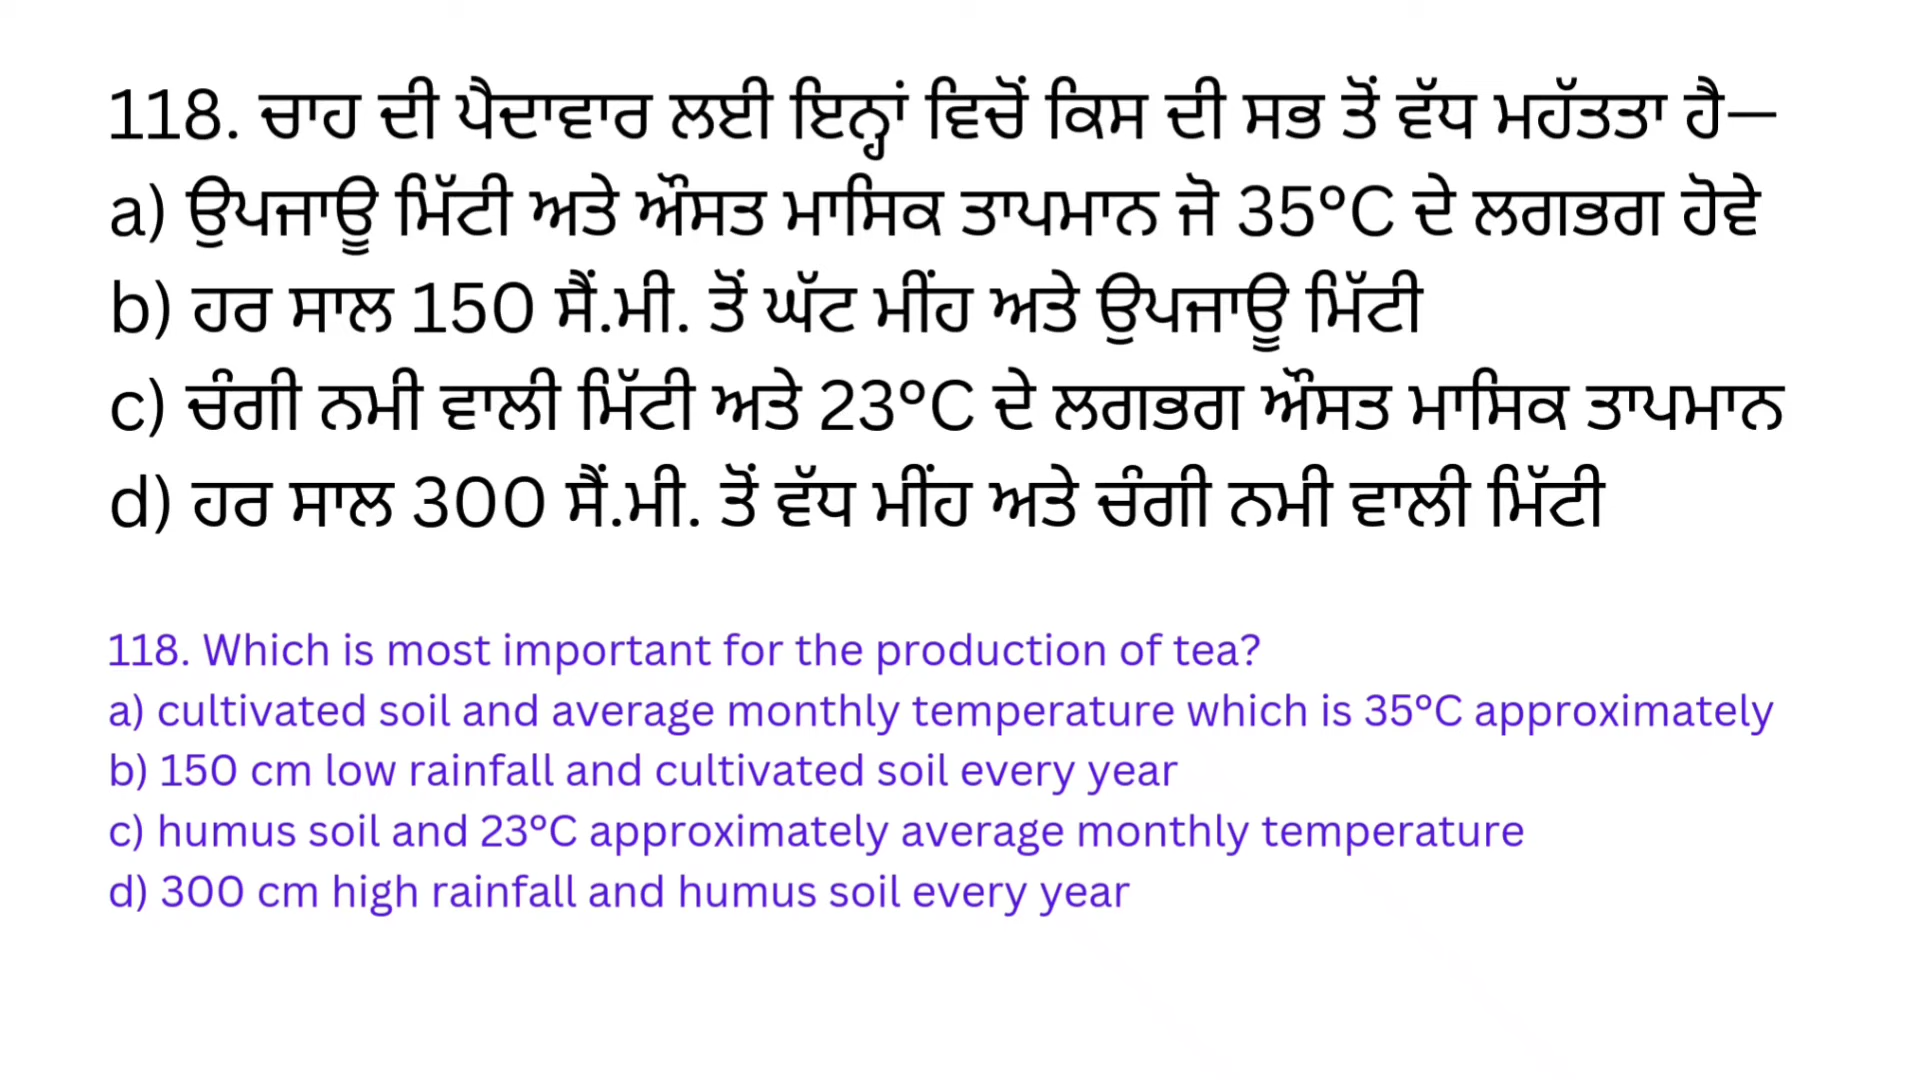 118. ਚਾਹ ਦੀ ਪੈਦਾਵਾਰ ਲਈ ਇਨ੍ਹਾਂ ਵਿਚੋਂ ਕਿਸ ਦੀ ਸਭ ਤੋਂ ਵੱਧ ਮਹੱਤਤਾ ਹੈ—
a) ਉਪਜਾਊ ਮਿੱਟੀ ਅਤੇ ਔਸਤ ਮਾਸਿਕ ਤਾਪਮਾਨ ਜੋ 35°C ਦੇ ਲਗਭਗ ਹੋਵੇ
b) ਹਰ ਸਾਲ 150 ਸੈਂ.ਮੀ. ਤੋਂ ਘੱਟ ਮੀਂਹ ਅਤੇ ਉਪਜਾਊ ਮਿੱਟੀ
c) ਚੰਗੀ ਨਮੀ ਵਾਲੀ ਮਿੱਟੀ ਅਤੇ 23°C ਦੇ ਲਗਭਗ ਔਸਤ ਮਾਸਿਕ ਤਾਪਮਾਨ
d) ਹਰ ਸਾਲ 300 ਸੈਂ.ਮੀ. ਤੋਂ ਵੱਧ ਮੀਂਹ ਅਤੇ ਚੰਗੀ ਨਮੀ ਵਾਲੀ ਮਿੱਟੀ
118. Which is most important for the production of tea?
a) cultivated soil and average monthly temperature which is 35°C approximately
b) 150 cm low rainfall and cultivated soil every year
c) humus soil and 23°C approximately average monthly temperature
d) 300 cm high rainfall and humus soil every year